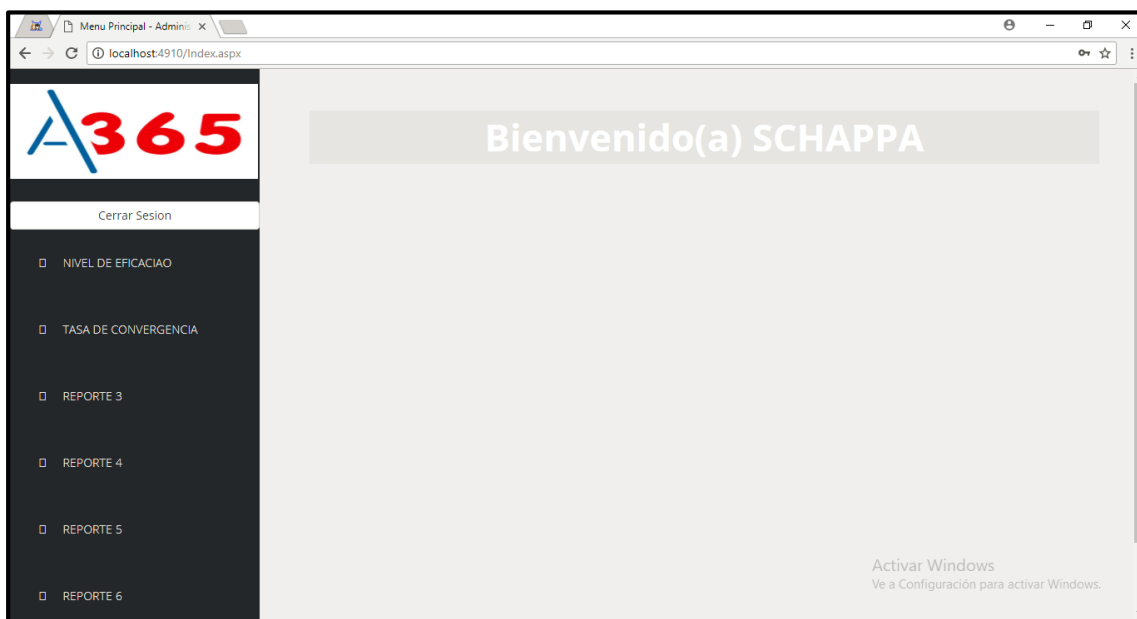 Menu Principal - Adminis
localhost:4910/Index.aspx
A365
Bienvenido(a) SCHAPPA
Cerrar Sesion
NIVEL DE EFICACIAO
TASA DE CONVERGENCIA
REPORTE 3
REPORTE 4
REPORTE 5
REPORTE 6
Activar Windows
Ve a Configuración para activar Windows.